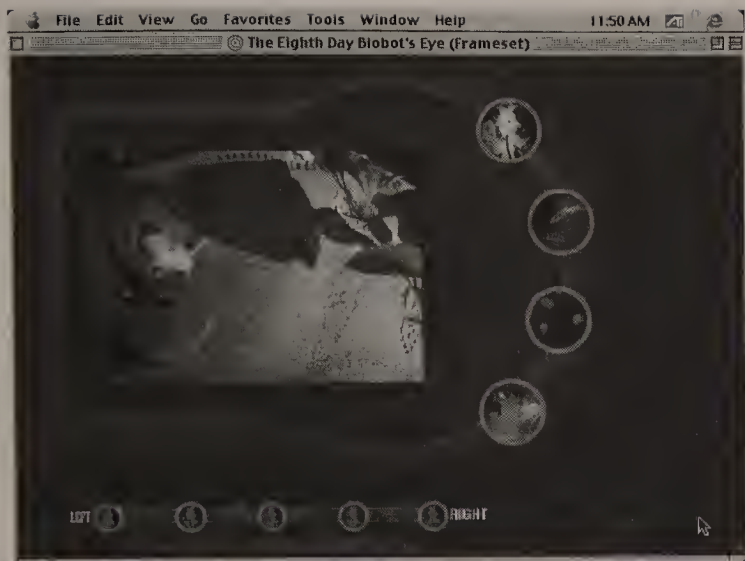 File Edit View Go Favorites Tools Window Help 11:50 AM
The Eighth Day Biobot's Eye (Frameset)
LEFT RIGHT